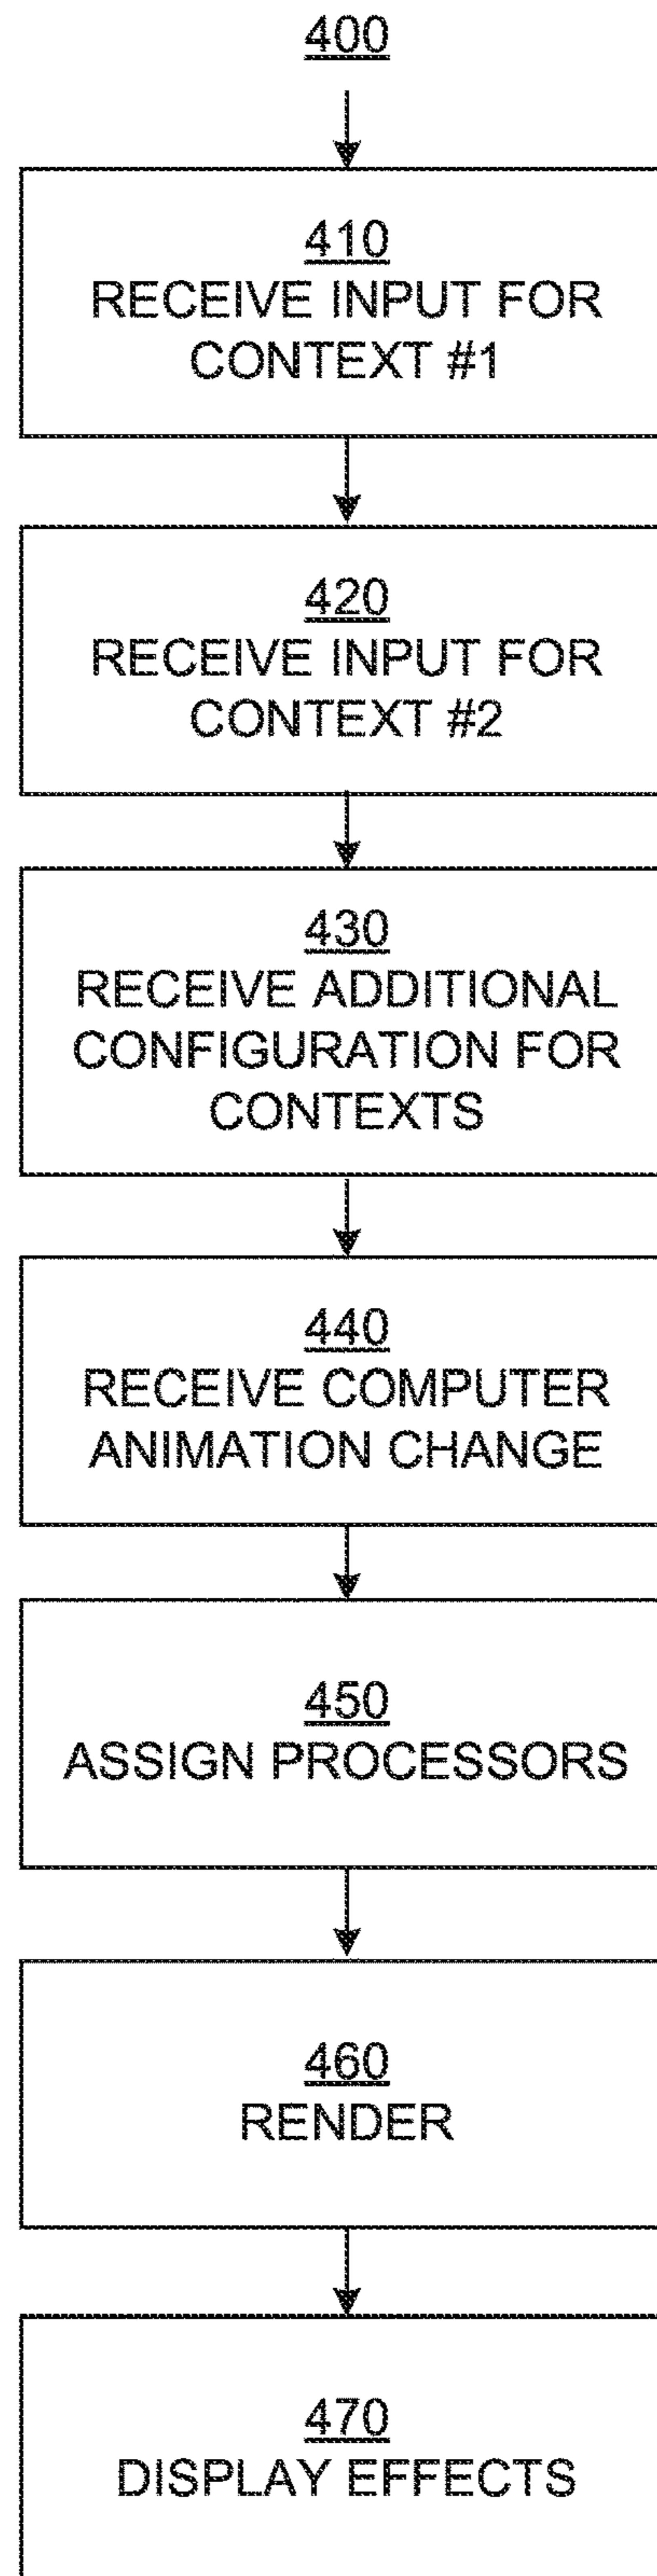 400
410
RECEIVE INPUT FOR
CONTEXT #1
420
RECEIVE INPUT FOR
CONTEXT #2
430
RECEIVE ADDITIONAL
CONFIGURATION FOR
CONTEXTS
440
RECEIVE COMPUTER
ANIMATION CHANGE
450
ASSIGN PROCESSORS
460
RENDER
470
DISPLAY EFFECTS